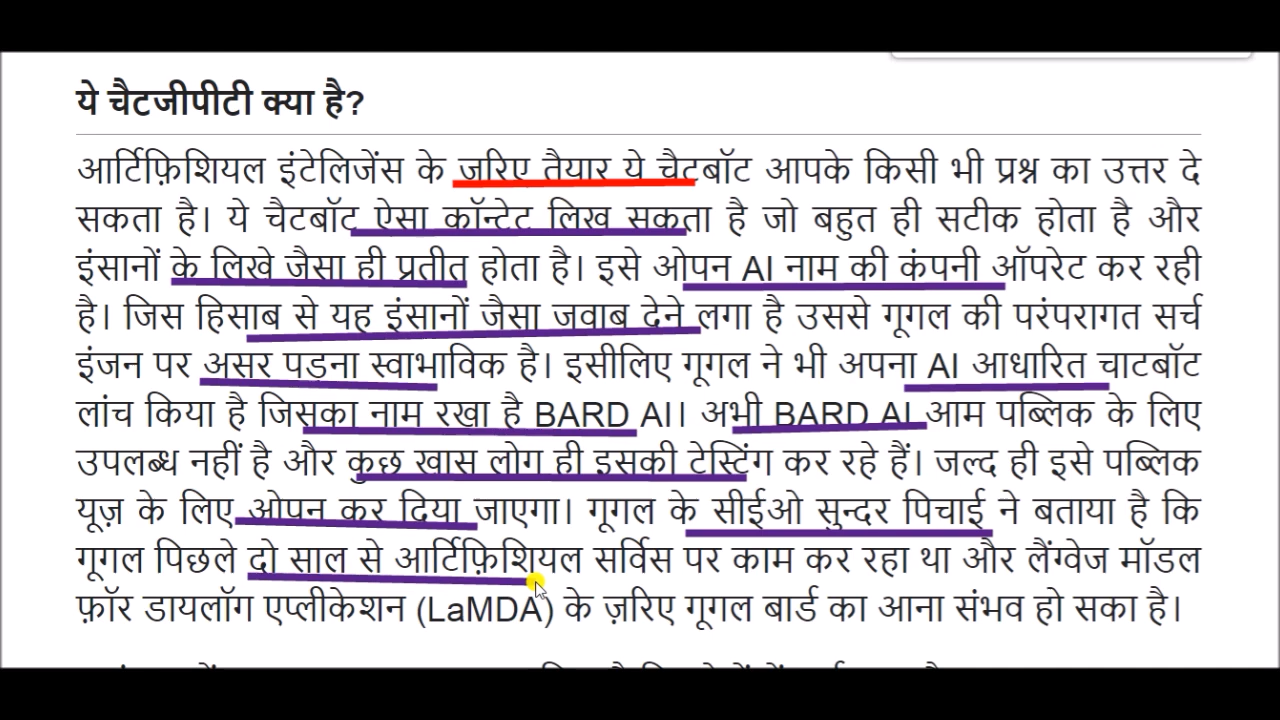 ये चैटजीपीटी क्या है?
आर्टिफ़िशियल इंटेलिजेंस के ज़रिए तैयार ये चैटबॉट आपके किसी भी प्रश्न का उत्तर दे
सकता है। ये चैटबॉट ऐसा कॉन्टेट लिख सकता है जो बहुत ही सटीक होता है और
इंसानों के लिखे जैसा ही प्रतीत होता है। इसे ओपन AI नाम की कंपनी ऑपरेट कर रही
है। जिस हिसाब से यह इंसानों जैसा जवाब देने लगा है उससे गूगल की परंपरागत सर्च
इंजन पर असर पड़ना स्वाभाविक है। इसीलिए गूगल ने भी अपना AI आधारित चाटबॉट
लांच किया है जिसका नाम रखा है BARD AI। अभी BARD AI आम पब्लिक के लिए
उपलब्ध नहीं है और कुछ खास लोग ही इसकी टेस्टिंग कर रहे हैं। जल्द ही इसे पब्लिक
यूज़ के लिए ओपन कर दिया जाएगा। गूगल के सीईओ सुन्दर पिचाई ने बताया है कि
गूगल पिछले दो साल से आर्टिफ़िशियल सर्विस पर काम कर रहा था और लैंग्वेज मॉडल
फ़ॉर डायलॉग एप्लीकेशन (LaMDA) के ज़रिए गूगल बार्ड का आना संभव हो सका है।